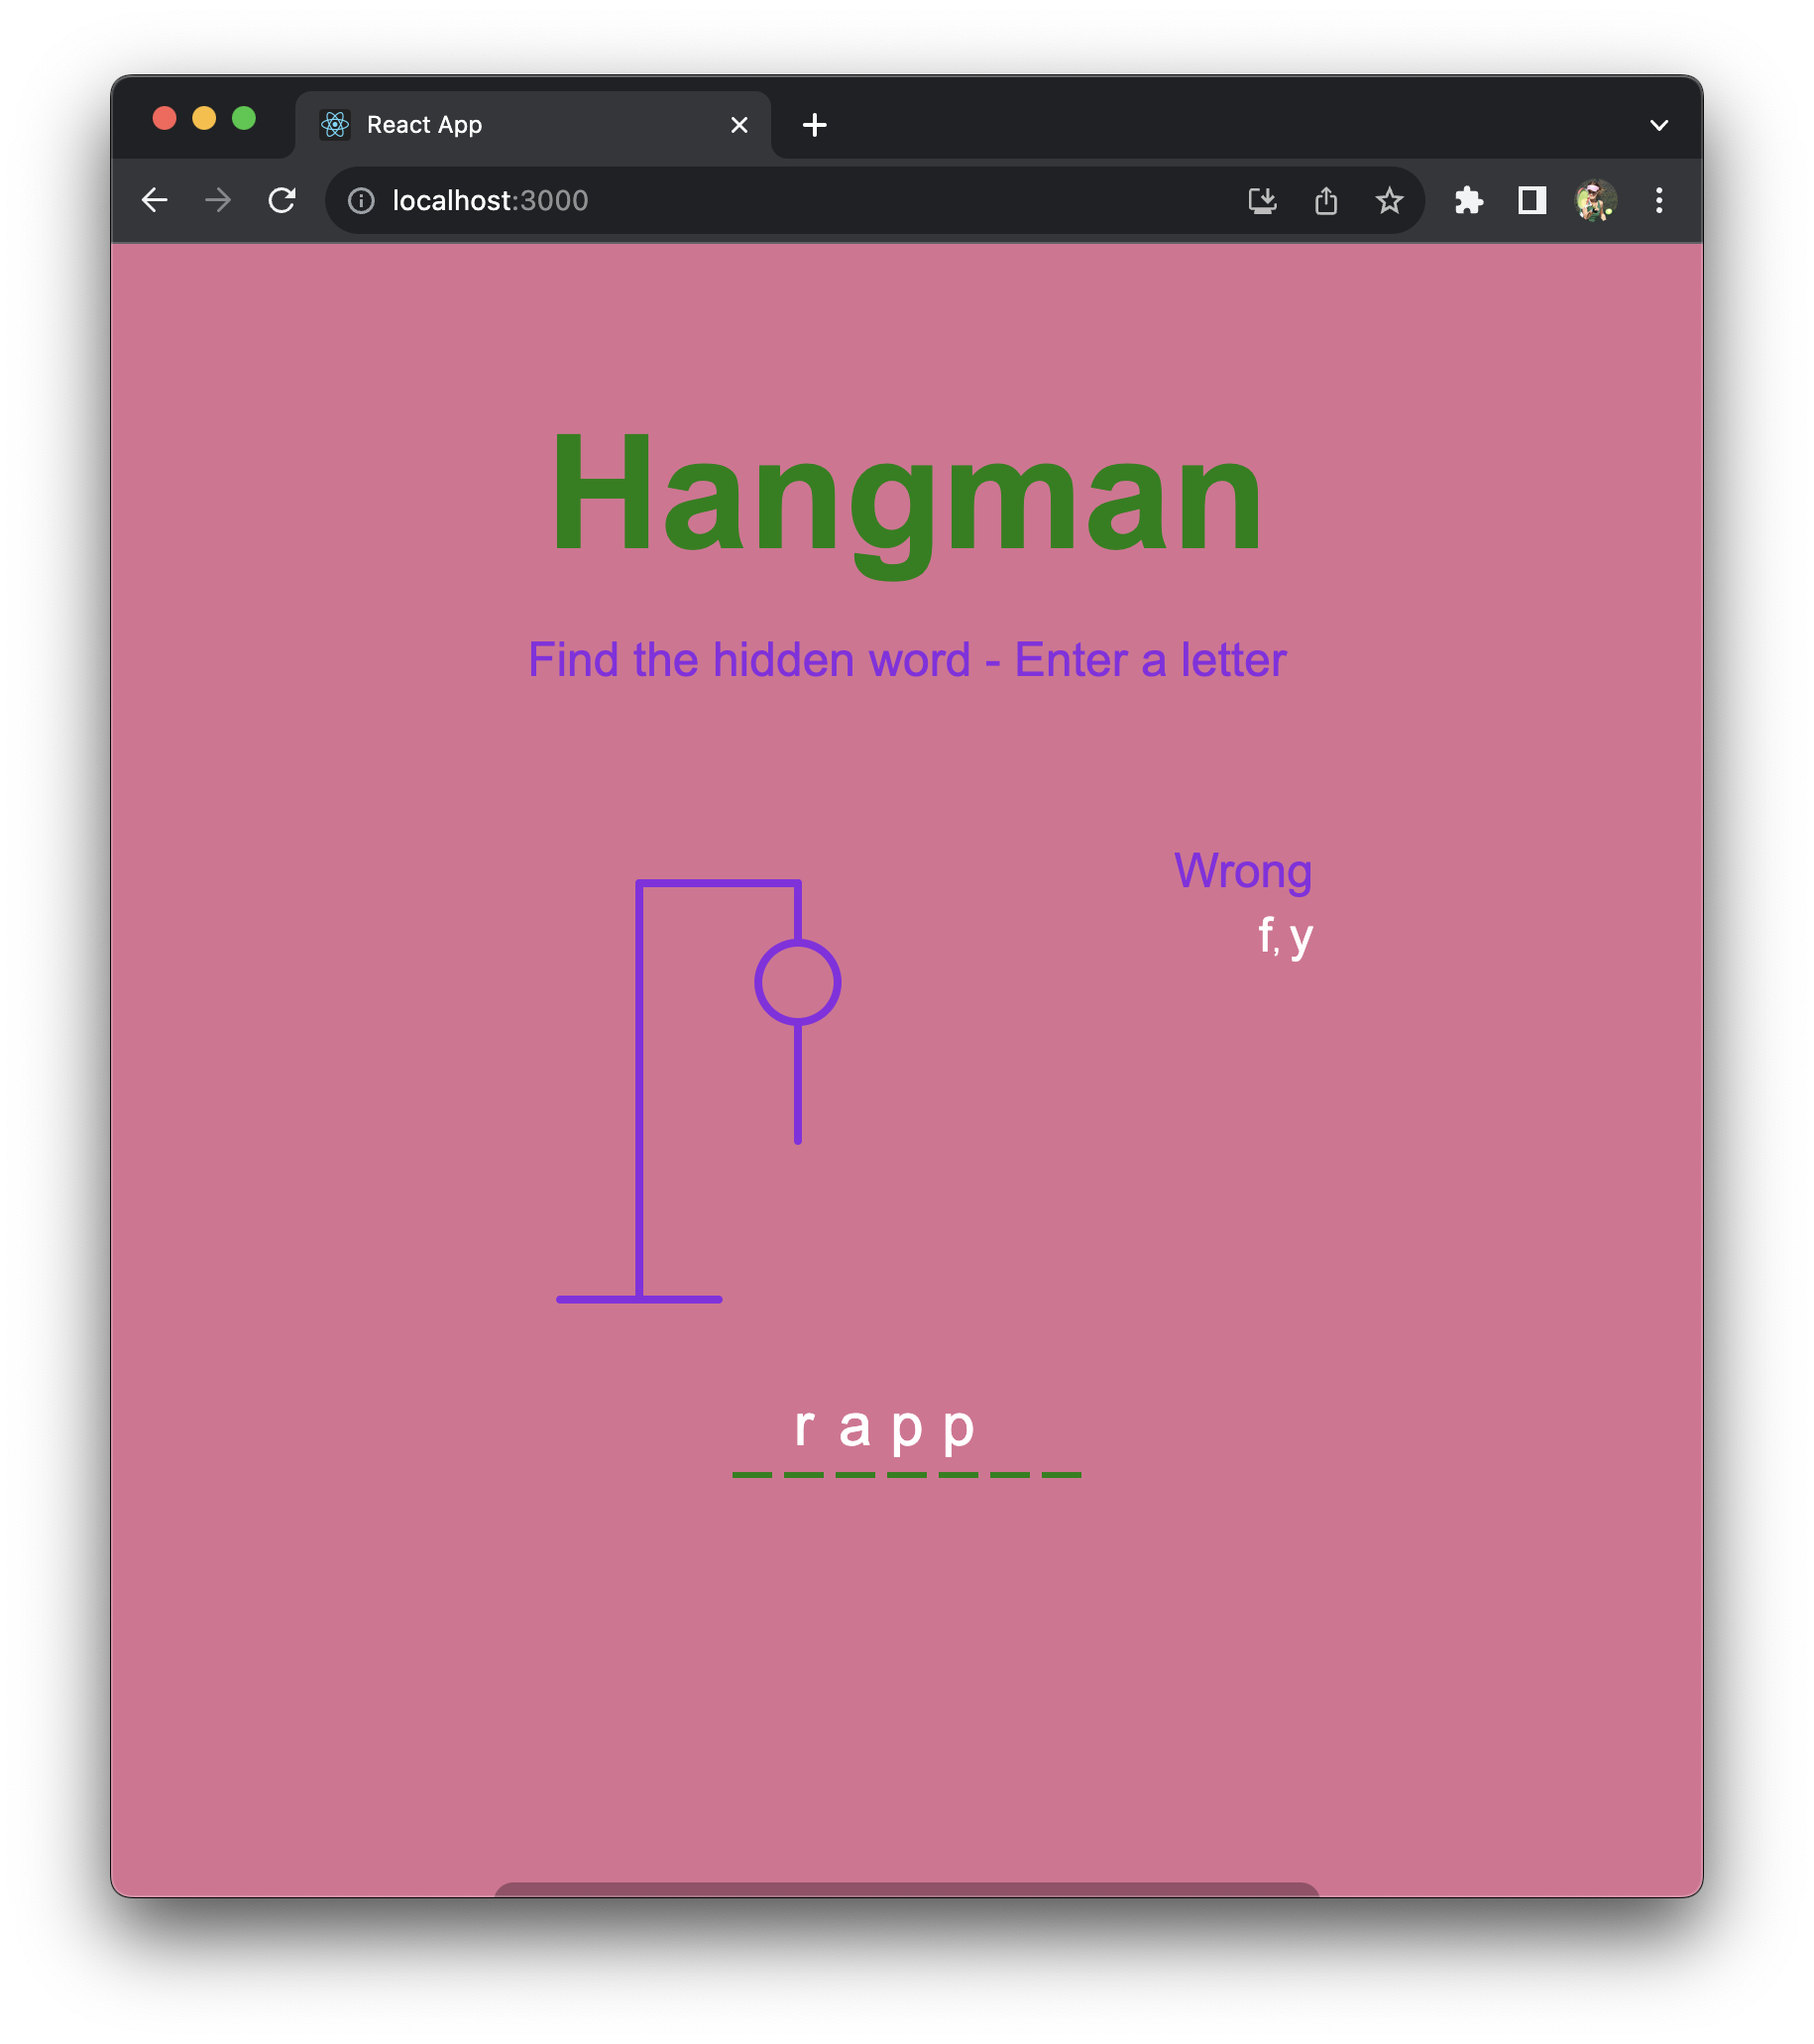 React App
localhost:3000
Hangman
Find the hidden word - Enter a letter
Wrong
f, y
r a p p